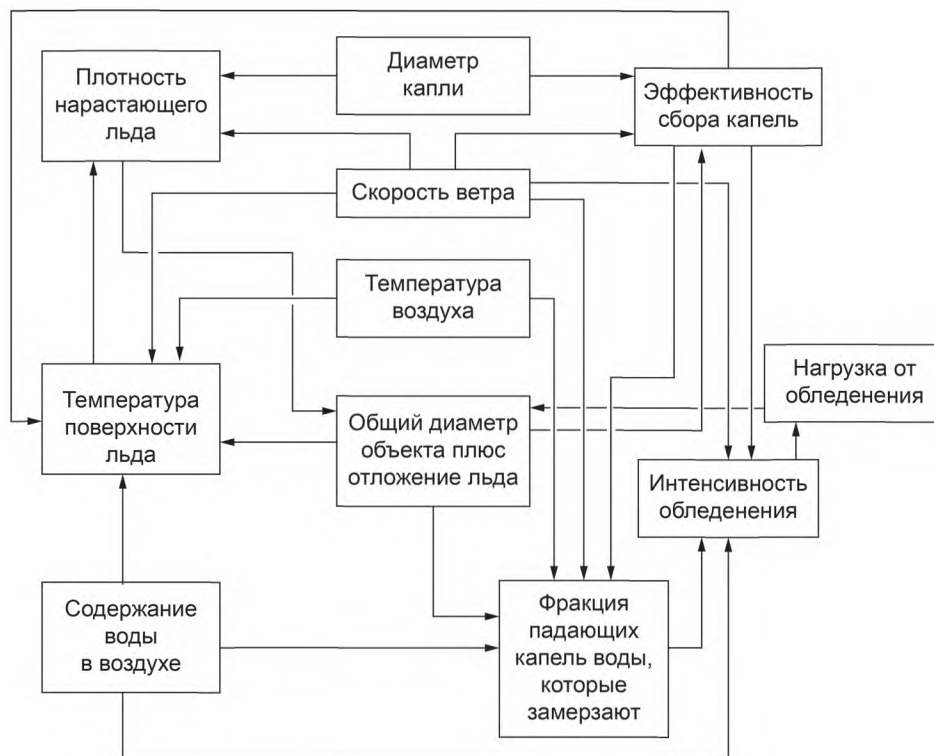 Плотность
нарастающего
льда
Диаметр
капли
Эффективность
сбора капель
Скорость ветра
Температура
воздуха
Температура
поверхности
льда
Общий диаметр
объекта плюс
отложение льда
Нагрузка от
обледенения
Интенсивность
обледенения
Содержание
воды
в воздухе
Фракция
падающих
капель воды,
которые
замерзают